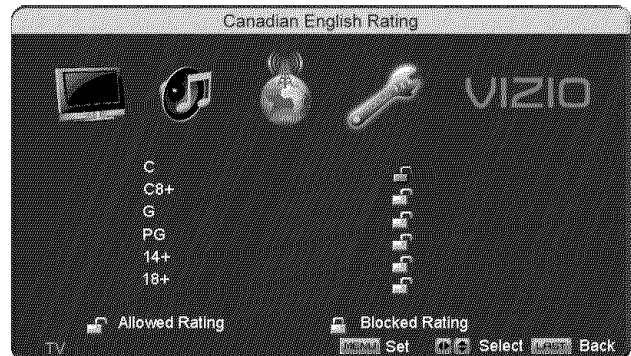 Canadian English Rating
VIZIO
C
C8+
G
PG
14+
18+
Allowed Rating Blocked Rating
TV MENU Set Select LAST Back